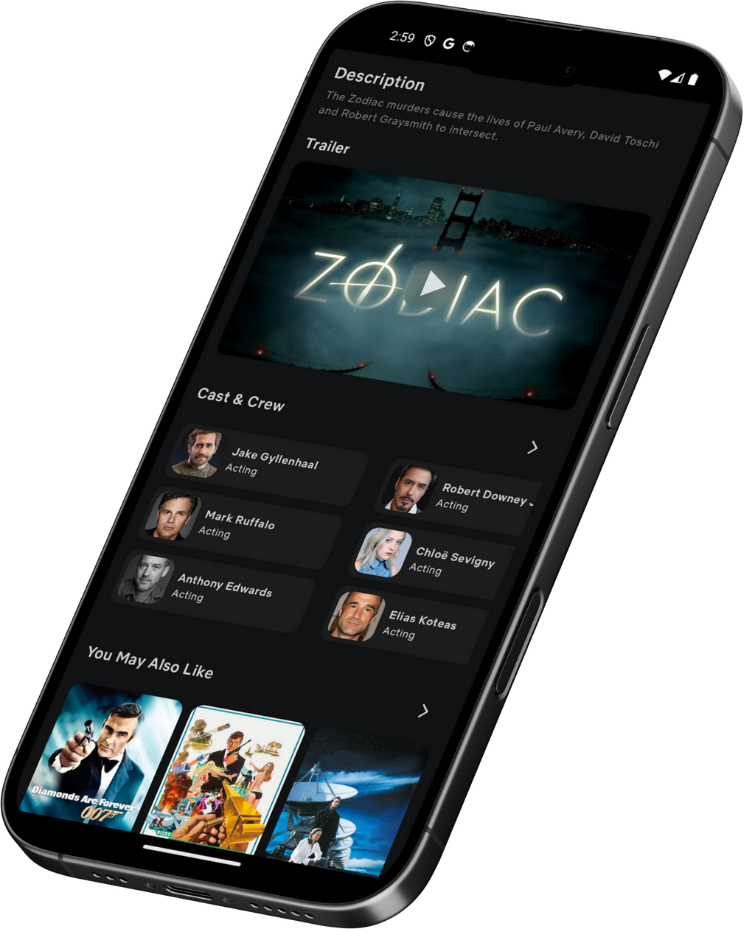 2:59
Description
The Zodiac murders cause the lives of Paul Avery, David Toschi
and Robert Graysmith to intersect.
Trailer
ZODIAC
Cast & Crew
Jake Gyllenhaal
Acting
Robert Downey
Acting
Mark Ruffalo
Acting
Chloë Sevigny
Acting
Anthony Edwards
Acting
Elias Koteas
Acting
You May Also Like
Diamonds Are Forever
007